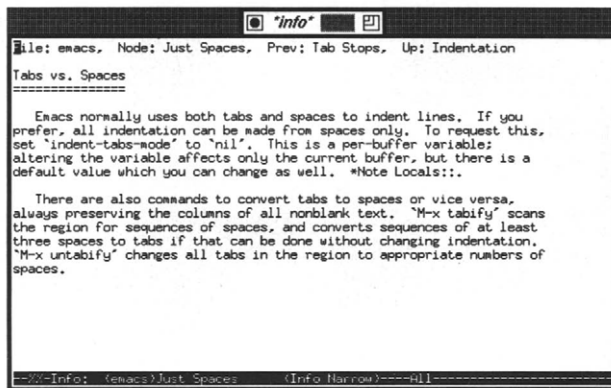 *info*
File: emacs, Node: Just Spaces, Prev: Tab Stops, Up: Indentation
Tabs vs. Spaces
===============
Emacs normally uses both tabs and spaces to indent lines. If you
prefer, all indentation can be made from spaces only. To request this,
set `indent-tabs-mode' to `nil'. This is a per-buffer variable;
altering the variable affects only the current buffer, but there is a
default value which you can change as well. *Note Locals::.
There are also commands to convert tabs to spaces or vice versa,
always preserving the columns of all nonblank text. `M-x tabify' scans
the region for sequences of spaces, and converts sequences of at least
three spaces to tabs if that can be done without changing indentation.
`M-x untabify' changes all tabs in the region to appropriate numbers of
spaces.
--%%-Info: (emacs)Just Spaces (Info Narrow)----All----------------------